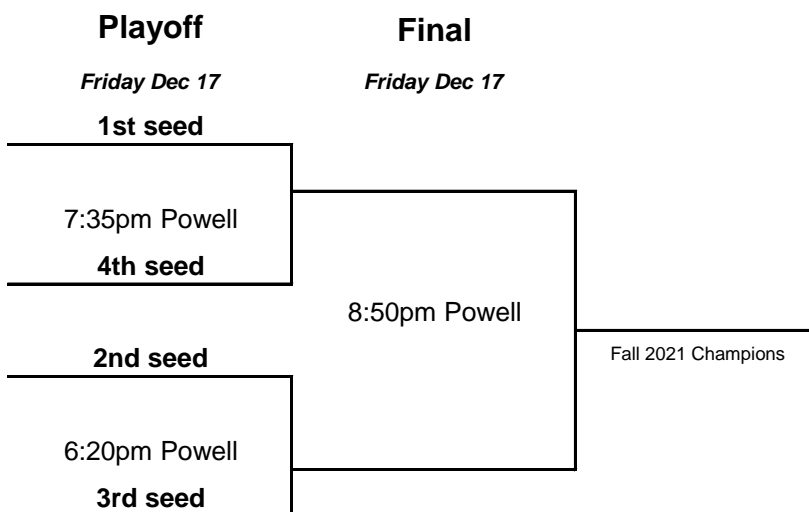 Playoff Final
Friday Dec 17 Friday Dec 17
1st seed
7:35pm Powell
4th seed
8:50pm Powell
Fall 2021 Champions
2nd seed
6:20pm Powell
3rd seed